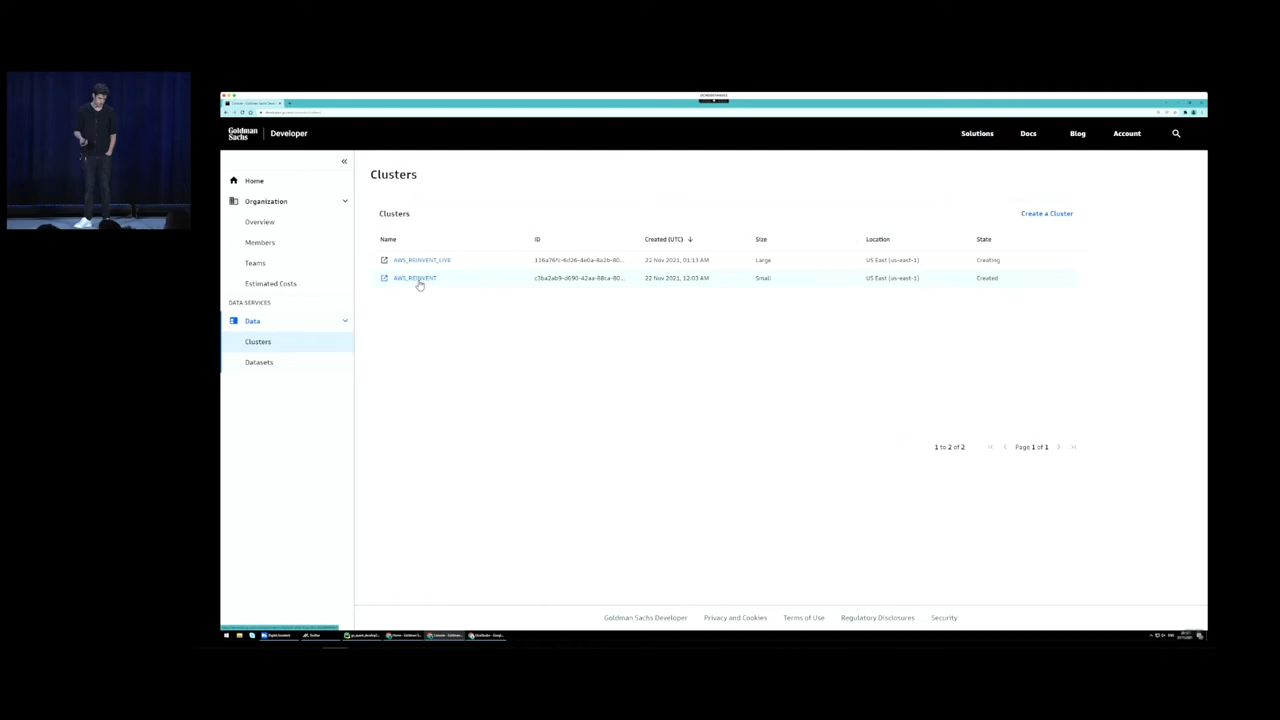 Goldman
Sachs
Developer
Solutions
Docs
Blog
Account
Home
Organization
Overview
Members
Teams
Estimated Costs
DATA SERVICES
Data
Clusters
Datasets
Clusters
Clusters
Create a Cluster
Name ID Created (UTC) Size Location State
AWS_REINVENT_LIVE 22 Nov 2021, 01:13 AM Large US East (us-east-1) Creating
AWS_REINVENT 22 Nov 2021, 12:03 AM Small US East (us-east-1) Created
1 to 2 of 2
Page 1 of 1
Goldman Sachs Developer Privacy and Cookies Terms of Use Regulatory Disclosures Security